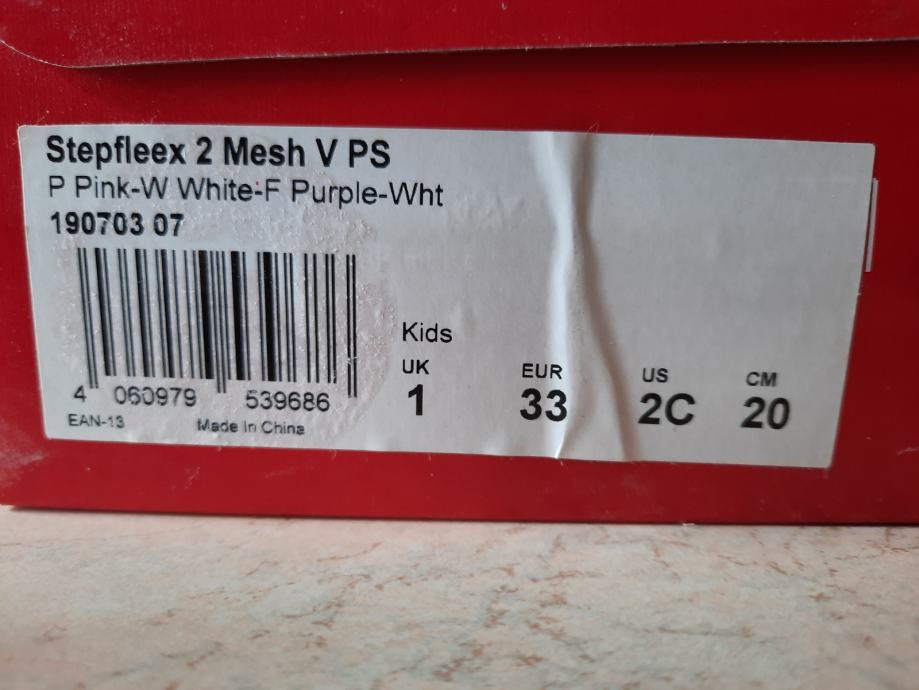 Stepfleex 2 Mesh V PS
P Pink-W White-F Purple-Wht
190703 07
4 060979 539686
EAN-13 Made In China
Kids
UK EUR US CM
1 33 2C 20